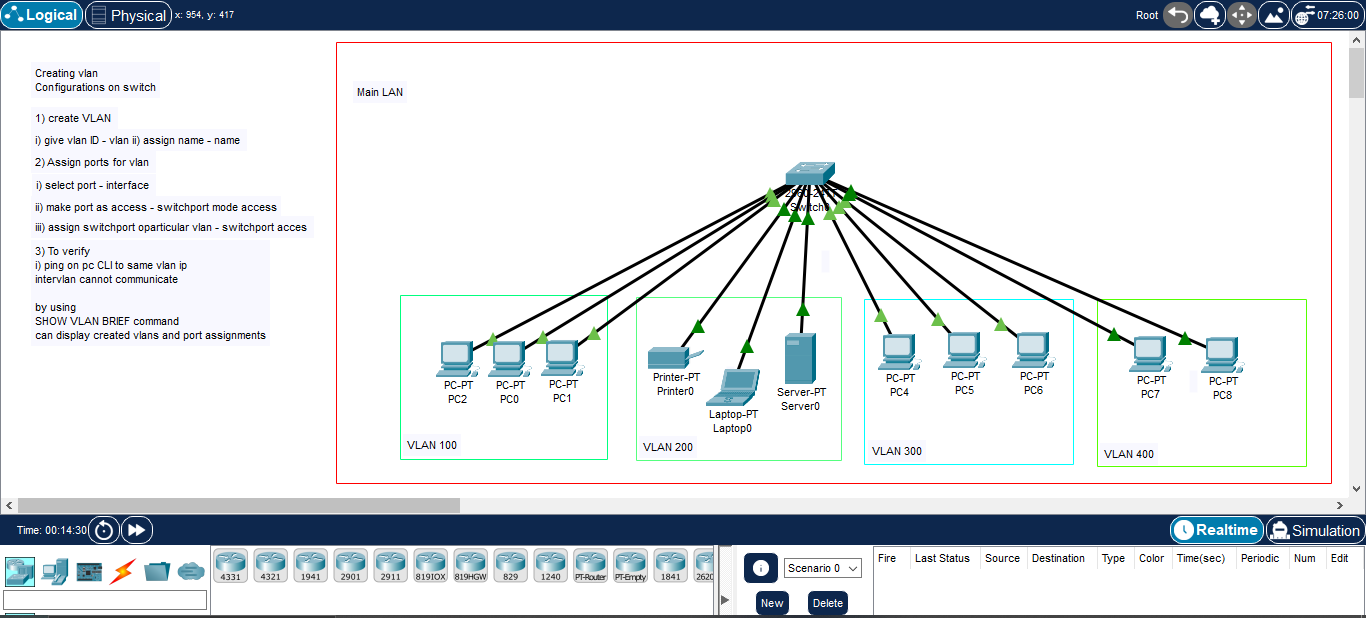 Logical
Physical
x: 954, y: 417
Root
07:26:00
Creating vlan
Configurations on switch
1) create VLAN
i) give vlan ID - vlan ii) assign name - name
2) Assign ports for vlan
i) select port - interface
ii) make port as access - switchport mode access
iii) assign switchport oparticular vlan - switchport acces
3) To verify
i) ping on pc CLI to same vlan ip
intervlan cannot communicate
by using
SHOW VLAN BRIEF command
can display created vlans and port assignments
Main LAN
PC-PT
PC2
PC-PT
PC0
PC-PT
PC1
VLAN 100
Printer-PT
Printer0
Laptop-PT
Laptop0
Server-PT
Server0
VLAN 200
PC-PT
PC4
PC-PT
PC5
PC-PT
PC6
VLAN 300
PC-PT
PC7
PC-PT
PC8
VLAN 400
Time: 00:14:30
Realtime
Simulation
4331
4321
1941
2901
2911
819IOX
819HGW
829
1240
PT-Router
PT-Empty
1841
2620
Scenario 0
New
Delete
Fire
Last Status
Source
Destination
Type
Color
Time(sec)
Periodic
Num
Edit